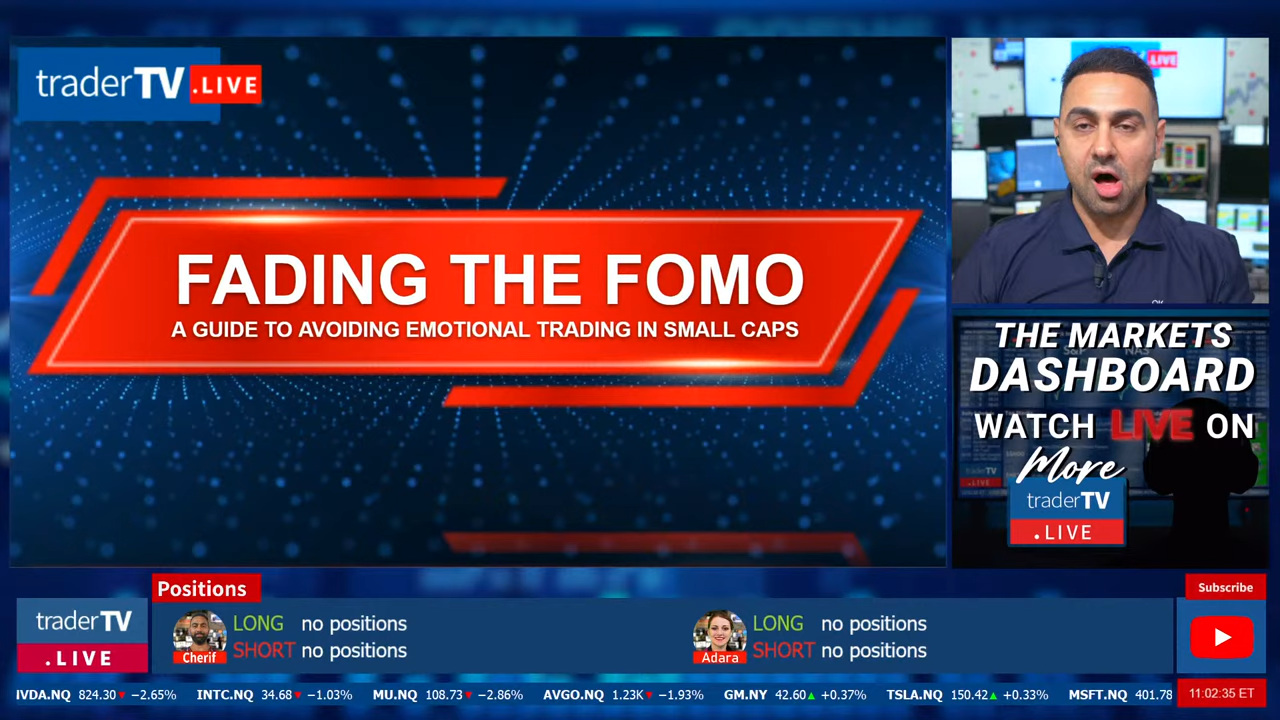 traderTV .LIVE
.LIVE
FADING THE FOMO
A GUIDE TO AVOIDING EMOTIONAL TRADING IN SMALL CAPS
THE MARKETS
DASHBOARD
WATCH LIVE ON
More
traderTV
.LIVE
Positions
Subscribe
traderTV
.LIVE
Cherif
LONG no positions
SHORT no positions
Adara
LONG no positions
SHORT no positions
IVDA.NQ 824.30▼ −2.65% INTC.NQ 34.68▼ −1.03% MU.NQ 108.73▼ −2.86% AVGO.NQ 1.23K▼ −1.93% GM.NY 42.60▲ +0.37% TSLA.NQ 150.42▲ +0.33% MSFT.NQ 401.78
11:02:35 ET